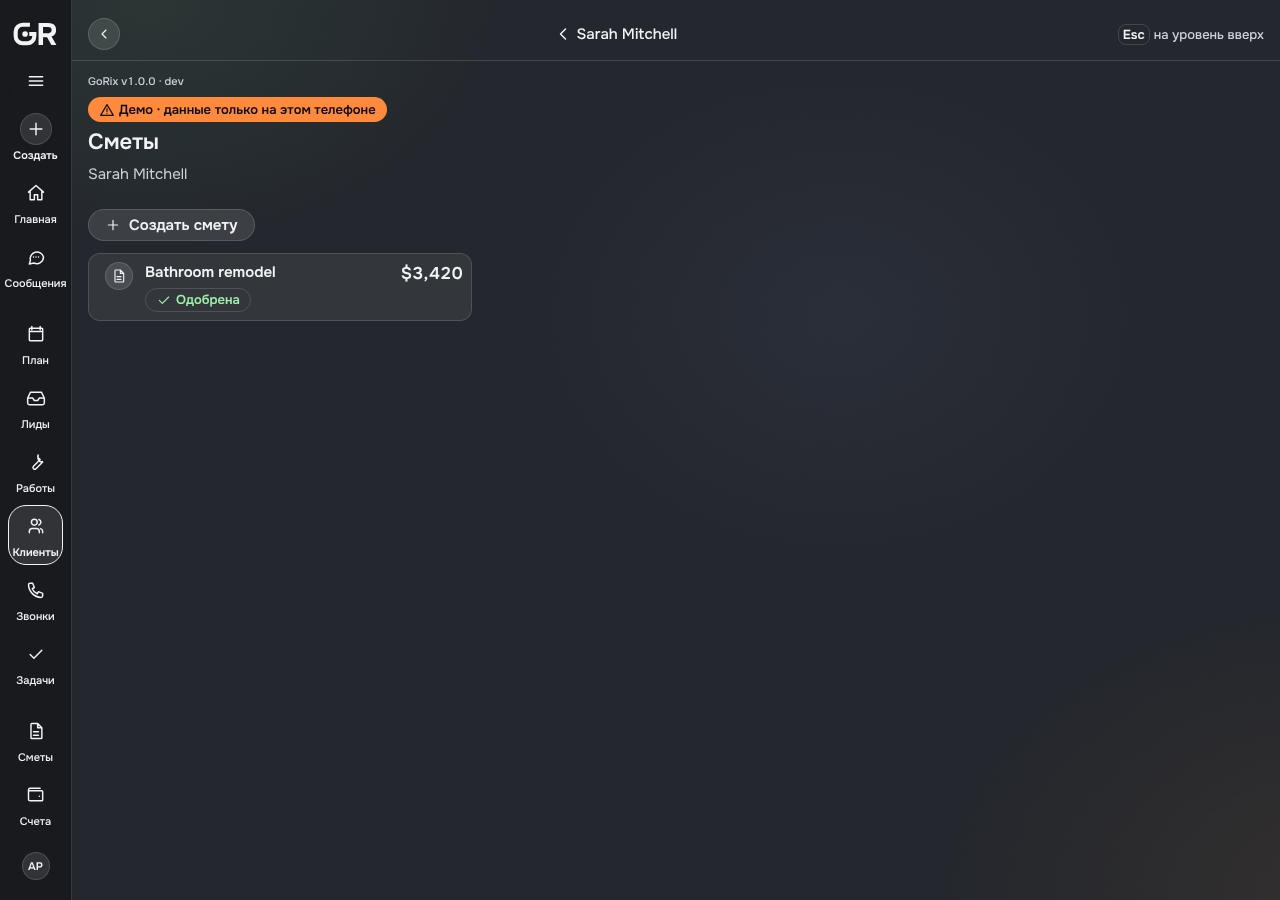 GR
Sarah Mitchell
Esc на уровень вверх
GoRix v1.0.0 · dev
Демо · данные только на этом телефоне
Сметы
Sarah Mitchell
Создать смету
Bathroom remodel
$3,420
Одобрена
Создать
Главная
Сообщения
План
Лиды
Работы
Клиенты
Звонки
Задачи
Сметы
Счета
AP